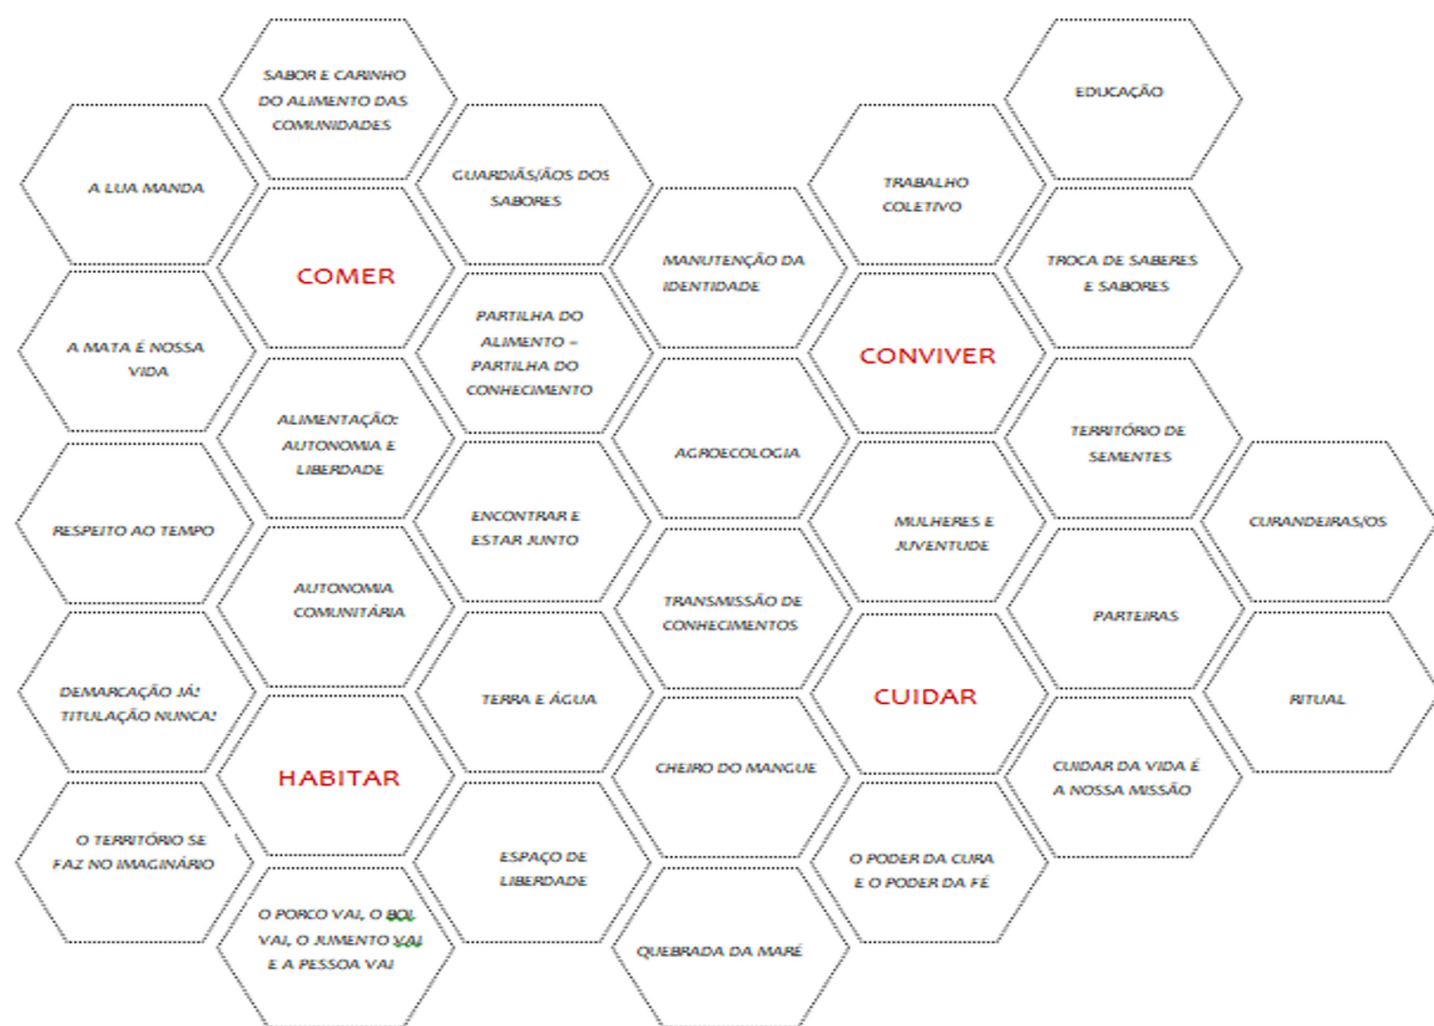 SABOR E CARINHO
DO ALIMENTO DAS
COMUNIDADES
EDUCAÇÃO
A LUA MANDA
GUARDIÃS/ÃOS DOS
SABORES
TRABALHO
COLETIVO
COMER
MANUTENÇÃO DA
IDENTIDADE
TROCA DE SABERES
E SABORES
A MATA É NOSSA
VIDA
PARTILHA DO
ALIMENTO –
PARTILHA DO
CONHECIMENTO
CONVIVER
ALIMENTAÇÃO:
AUTONOMIA E
LIBERDADE
AGROECOLOGIA
TERRITÓRIO DE
SEMENTES
RESPEITO AO TEMPO
ENCONTRAR E
ESTAR JUNTO
MULHERES E
JUVENTUDE
CURANDEIRAS/OS
AUTONOMIA
COMUNITÁRIA
TRANSMISSÃO DE
CONHECIMENTOS
PARTEIRAS
DEMARCAÇÃO JÁ!
TITULAÇÃO NUNCA!
TERRA E ÁGUA
CUIDAR
RITUAL
HABITAR
CHEIRO DO MANGUE
CUIDAR DA VIDA É
A NOSSA MISSÃO
O TERRITÓRIO SE
FAZ NO IMAGINÁRIO
ESPAÇO DE
LIBERDADE
O PODER DA CURA
E O PODER DA FÉ
O PORCO VAI, O BOI
VAI, O JUMENTO VAI
E A PESSOA VAI
QUEBRADA DA MARÉ